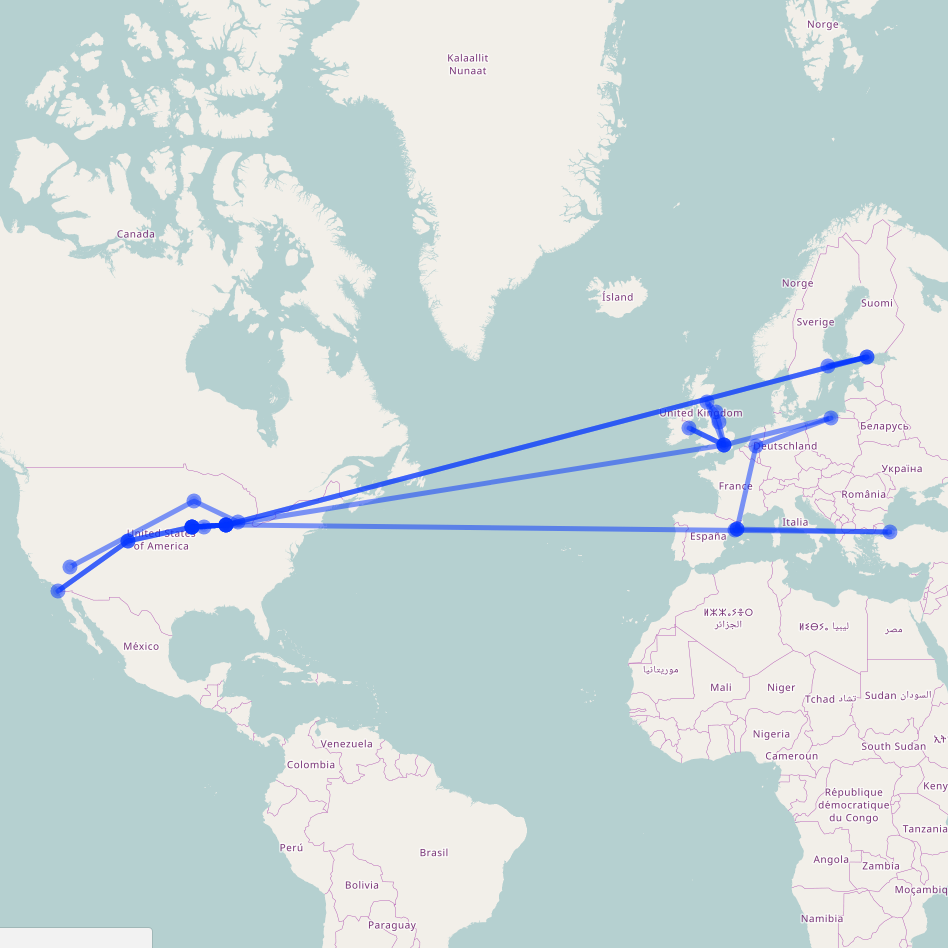 Norge
Kalaallit
Nunaat
Canada
Norge
Ísland
Suomi
Sverige
United Kingdom
Беларусь
Deutschland
Україна
France
România
Italia
España
United States
of America
ⵍⵣⵣⴰⵢⴻⵔ
الجزائر
ليبيا
مصر
México
موريتانيا
Mali
Niger
Tchad تشاد
Sudan السودان
Nigeria
South Sudan
Cameroun
Venezuela
Colombia
Keny
République
démocratique
du Congo
Tanzania
Perú
Brasil
Angola
Zambia
Bolivia
Moçambiq
Paraguay
Namibia